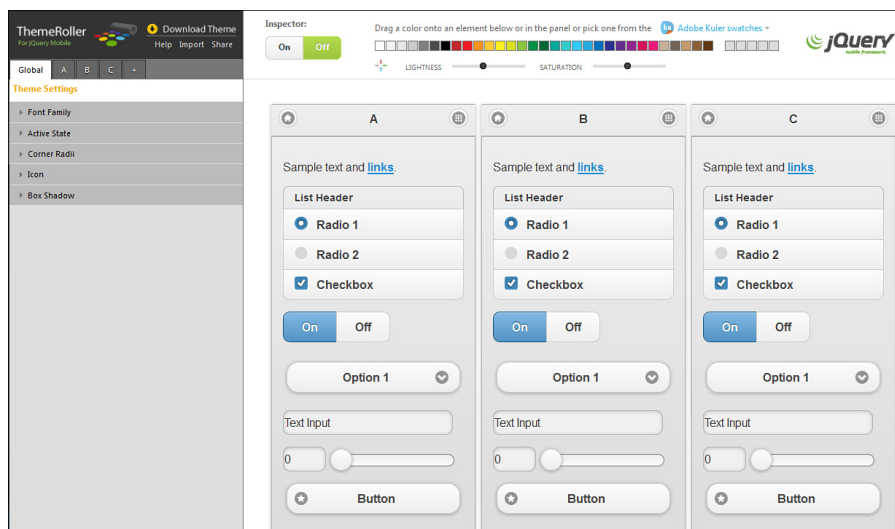 ThemeRoller
For jQuery Mobile
Download Theme
Help Import Share
Global A B C +
Theme Settings
Font Family
Active State
Corner Radii
Icon
Box Shadow
Inspector:
On Off
Drag a color onto an element below or in the panel or pick one from the ku Adobe Kuler swatches
LIGHTNESS SATURATION
jQuery
mobile framework
A
Sample text and links.
List Header
Radio 1
Radio 2
Checkbox
On Off
Option 1
Text Input
0
Button
B
Sample text and links.
List Header
Radio 1
Radio 2
Checkbox
On Off
Option 1
Text Input
0
Button
C
Sample text and links.
List Header
Radio 1
Radio 2
Checkbox
On Off
Option 1
Text Input
0
Button